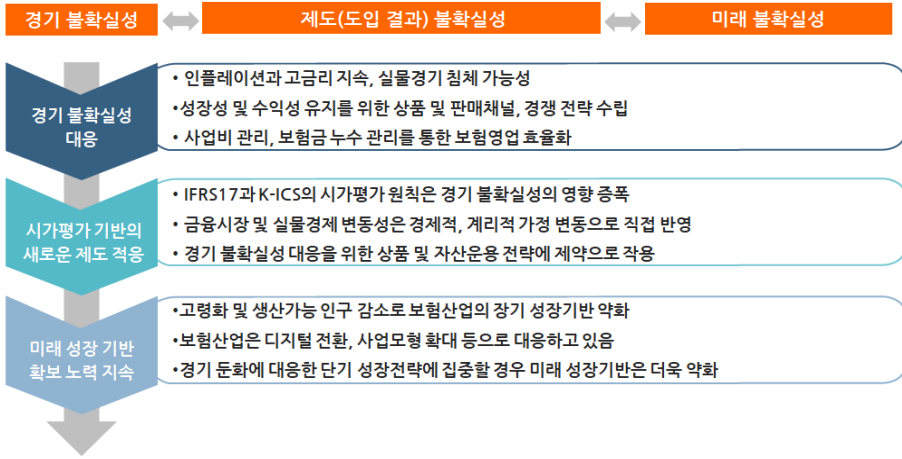 경기 불확실성
제도(도입 결과) 불확실성
미래 불확실성
경기 불확실성
대응
• 인플레이션과 고금리 지속, 실물경기 침체 가능성
•성장성 및 수익성 유지를 위한 상품 및 판매채널, 경쟁 전략 수립
• 사업비 관리, 보험금 누수 관리를 통한 보험영업 효율화
시가평가 기반의
새로운 제도 적응
• IFRS17과 K-ICS의 시가평가 원칙은 경기 불확실성의 영향 증폭
• 금융시장 및 실물경제 변동성은 경제적, 계리적 가정 변동으로 직접 반영
• 경기 불확실성 대응을 위한 상품 및 자산운용 전략에 제약으로 작용
미래 성장 기반
확보 노력 지속
•고령화 및 생산가능 인구 감소로 보험산업의 장기 성장기반 약화
•보험산업은 디지털 전환, 사업모형 확대 등으로 대응하고 있음
•경기 둔화에 대응한 단기 성장전략에 집중할 경우 미래 성장기반은 더욱 약화